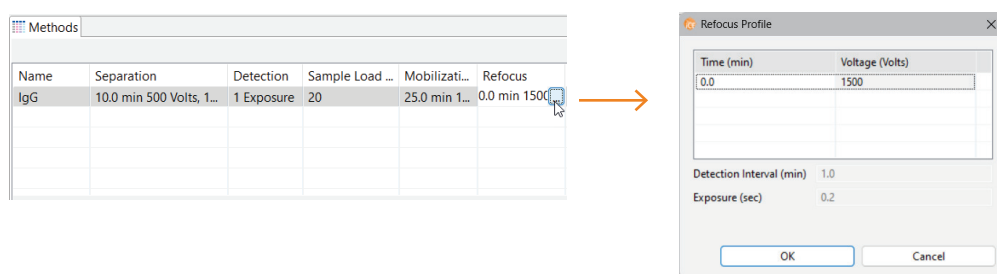 Methods
Name Separation Detection Sample Load ... Mobilizati... Refocus
IgG 10.0 min 500 Volts, 1... 1 Exposure 20 25.0 min 1... 0.0 min 1500 ...
Refocus Profile
Time (min) Voltage (Volts)
0.0 1500
Detection Interval (min) 1.0
Exposure (sec) 0.2
OK Cancel